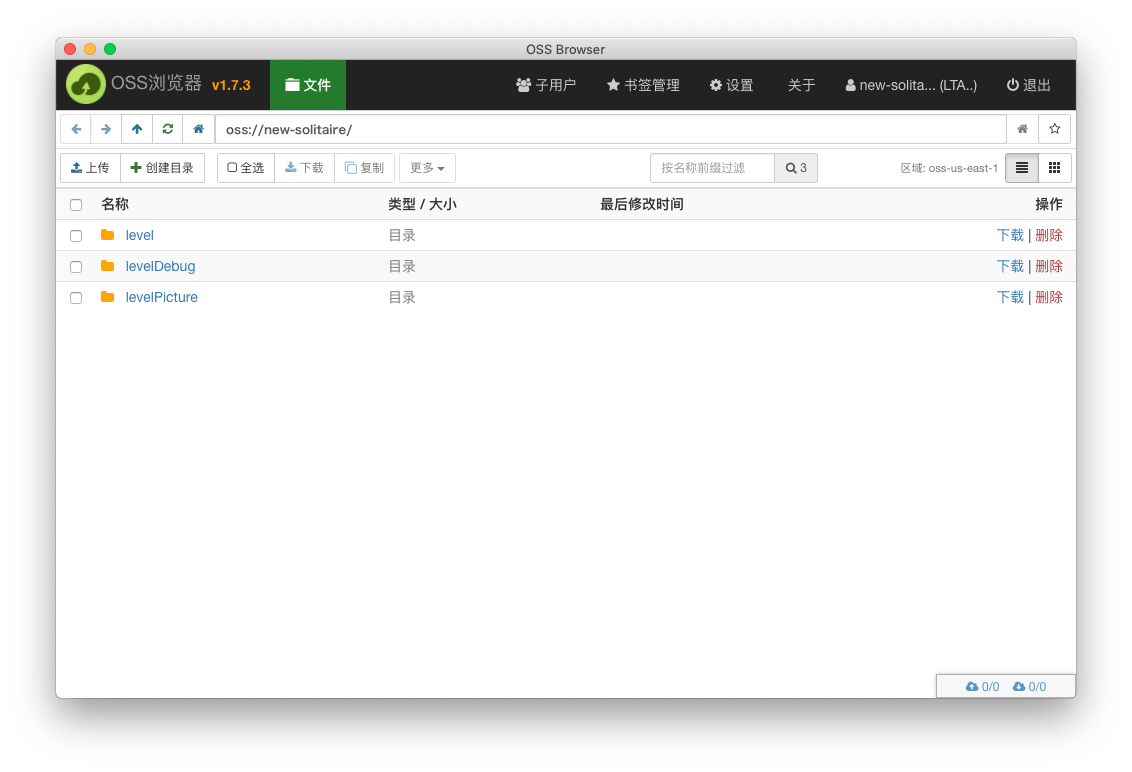 OSS Browser
OSS浏览器 v1.7.3 文件 子用户 书签管理 设置 关于 new-solita... (LTA..) 退出
oss://new-solitaire/
上传 创建目录 全选 下载 复制 更多 按名称前缀过滤 3 区域: oss-us-east-1
名称 类型 / 大小 最后修改时间 操作
level 目录 下载 | 删除
levelDebug 目录 下载 | 删除
levelPicture 目录 下载 | 删除
0/0 0/0